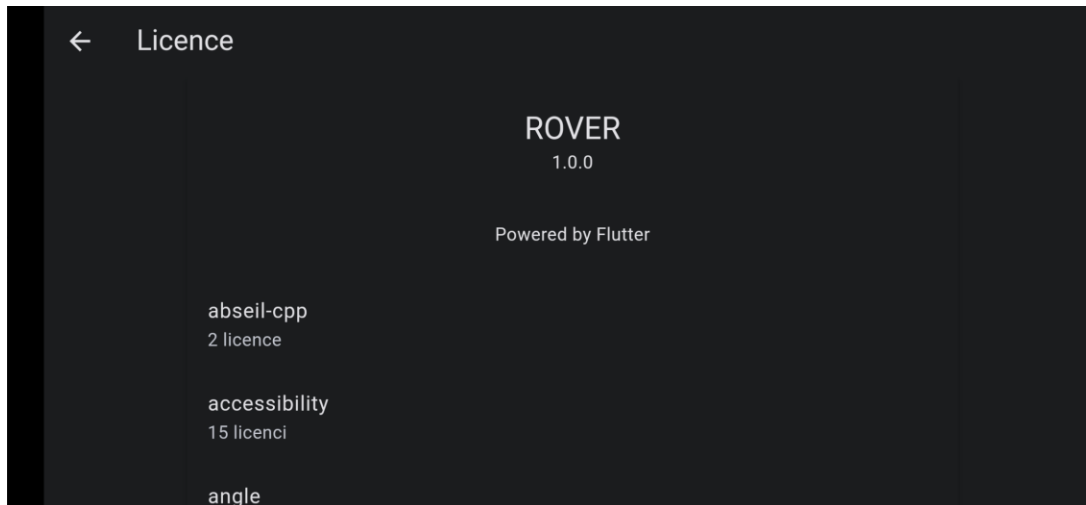 Licence
ROVER
1.0.0
Powered by Flutter
abseil-cpp
2 licence
accessibility
15 licenci
angle